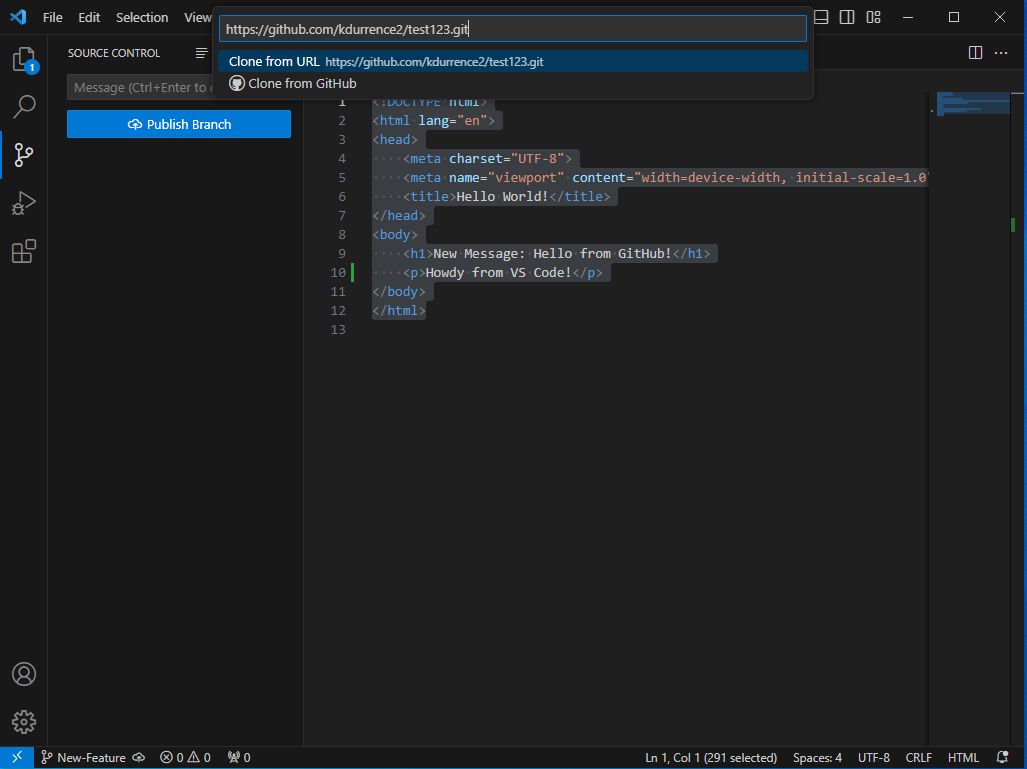 File Edit Selection View
https://github.com/kdurrence2/test123.git
Clone from URL https://github.com/kdurrence2/test123.git
Clone from GitHub
SOURCE CONTROL
1
Message (Ctrl+Enter to
Publish Branch
1 <!DOCTYPE html>
2 <html lang="en">
3 <head>
4 ····<meta charset="UTF-8">
5 ····<meta name="viewport" content="width=device-width, initial-scale=1.0
6 ····<title>Hello World!</title>
7 </head>
8 <body>
9 ····<h1>New Message: Hello from GitHub!</h1>
10 ····<p>Howdy from VS Code!</p>
11 </body>
12 </html>
13
New-Feature 0 0 0 Ln 1, Col 1 (291 selected) Spaces: 4 UTF-8 CRLF HTML